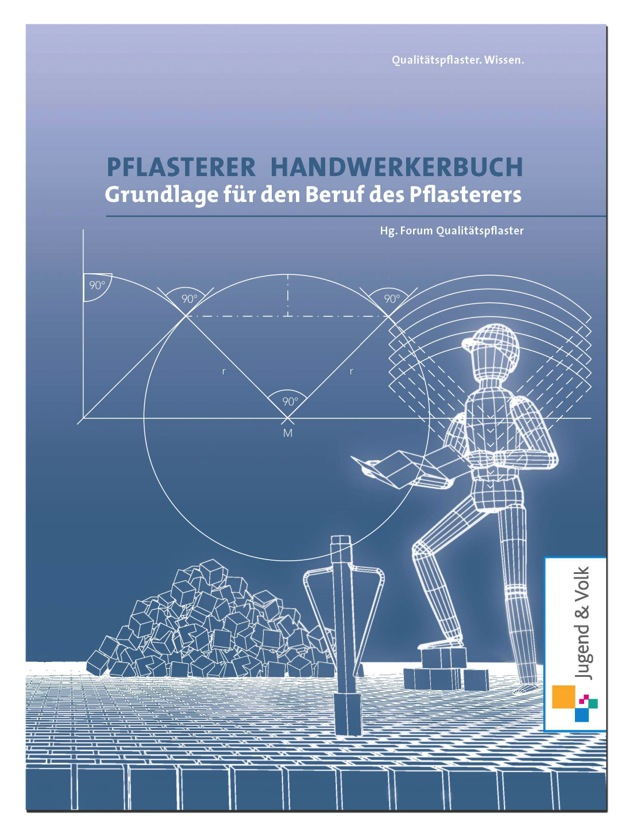 Qualitätspflaster. Wissen.
PFLASTERER HANDWERKERBUCH
Grundlage für den Beruf des Pflasterers
Hg. Forum Qualitätspflaster
90°
90°
90°
r
r
90°
M
Jugend & Volk